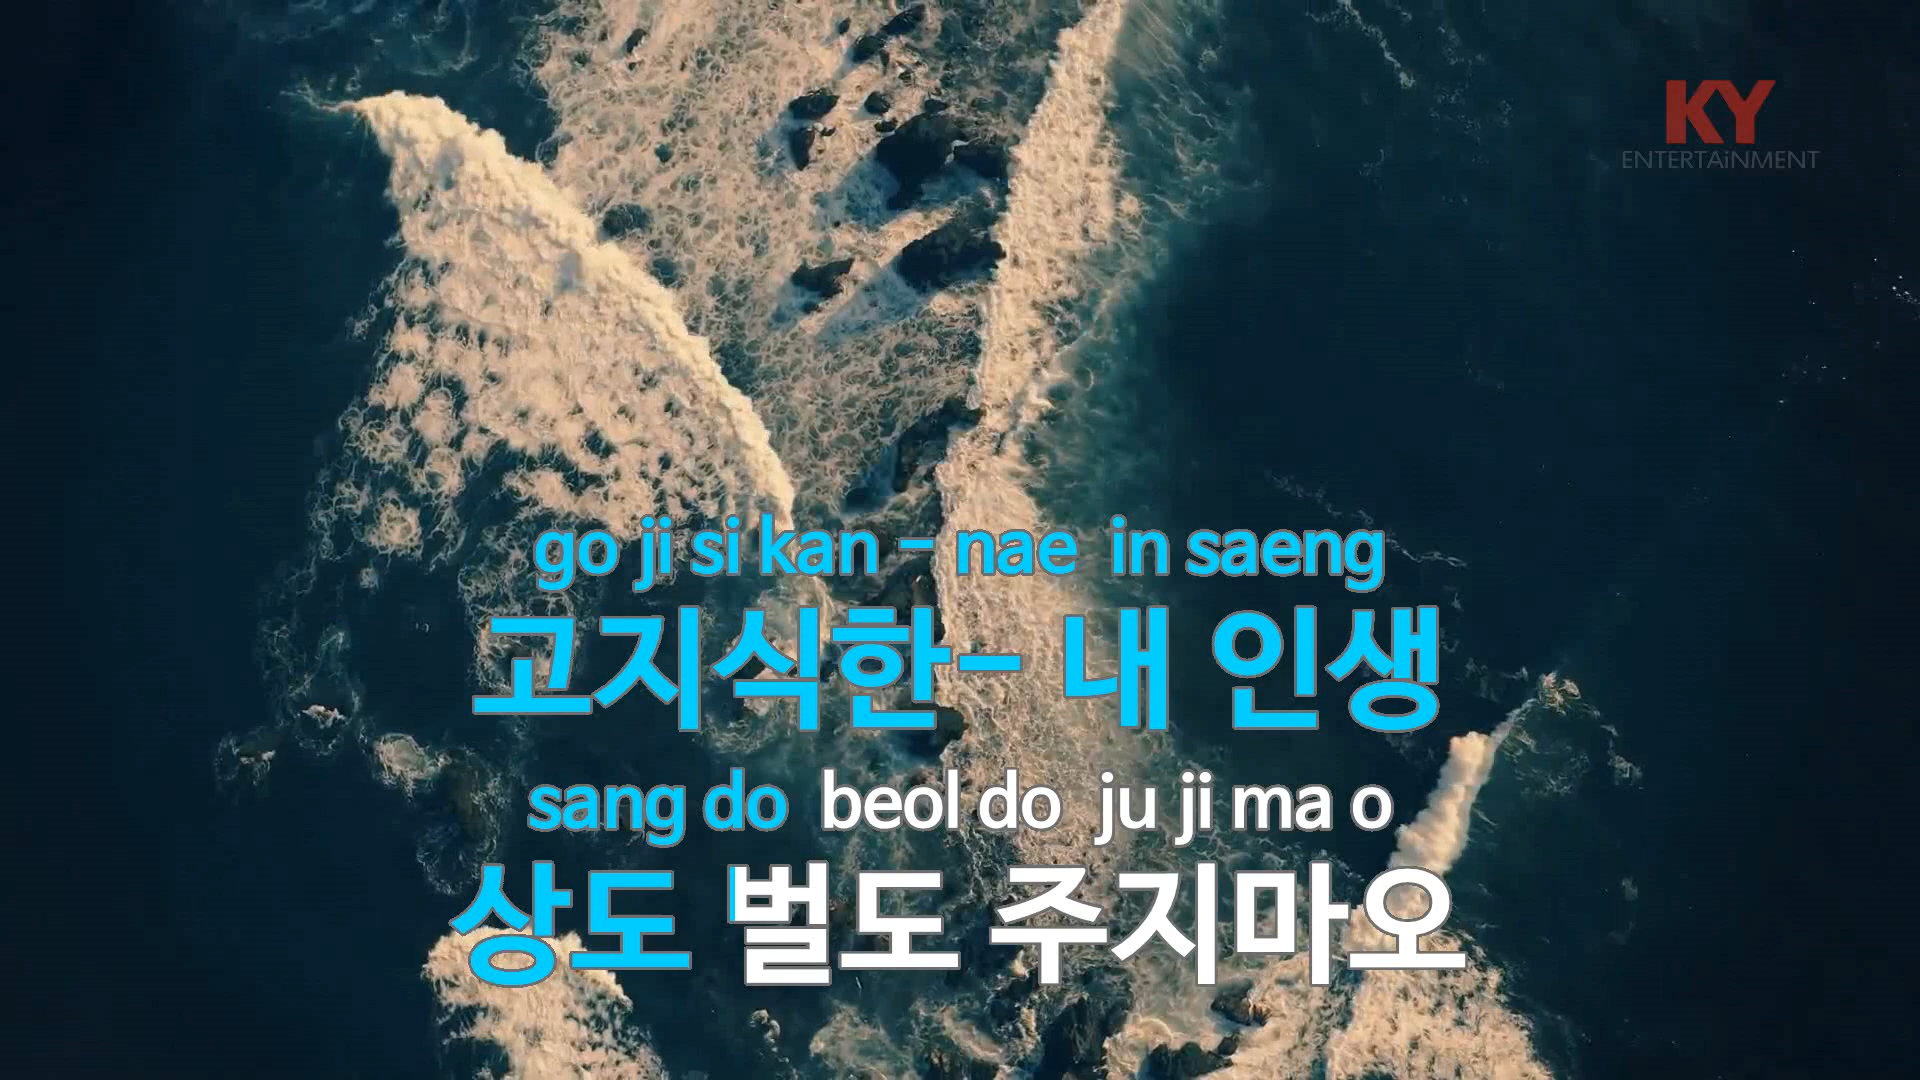 KY
ENTERTAiNMENT
go ji si kan - nae in saeng
고지식한- 내 인생
sang do beol do ju ji ma o
상도 벌도 주지마오